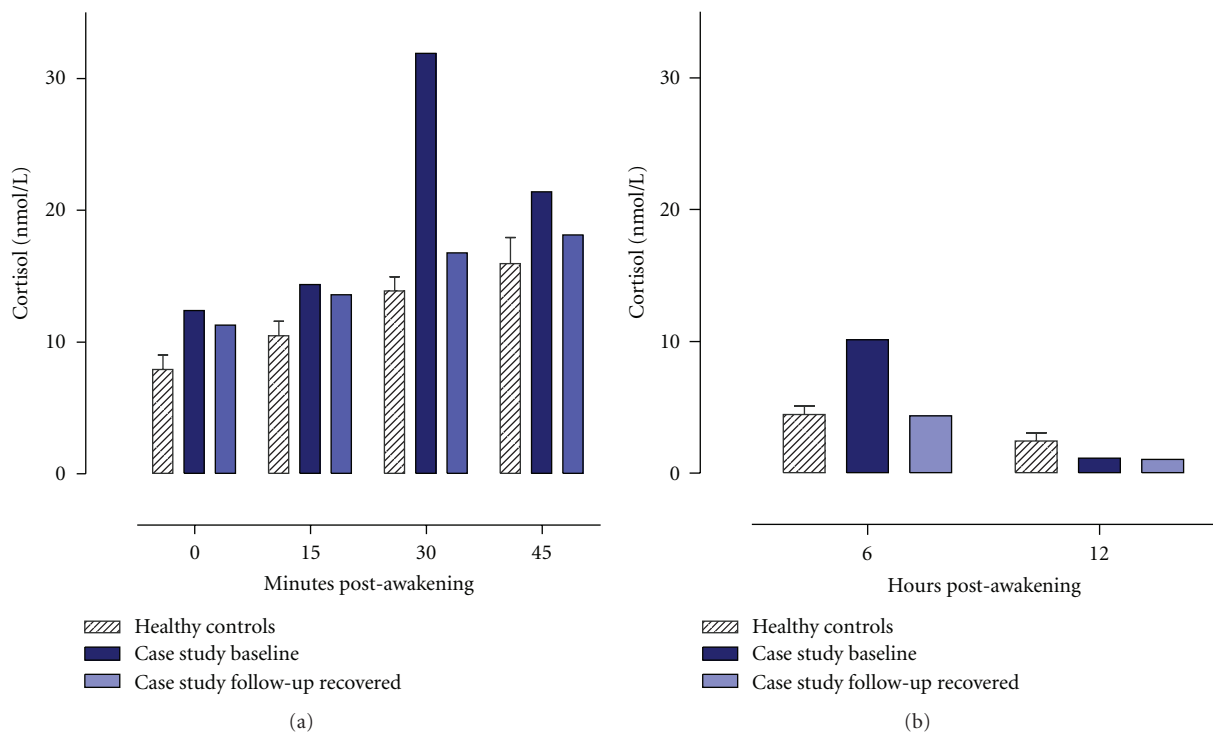 30
20
10
0
Cortisol (nmol/L)
0 15 30 45
Minutes post-awakening
Healthy controls
Case study baseline
Case study follow-up recovered
(a)
30
20
10
0
Cortisol (nmol/L)
6 12
Hours post-awakening
Healthy controls
Case study baseline
Case study follow-up recovered
(b)